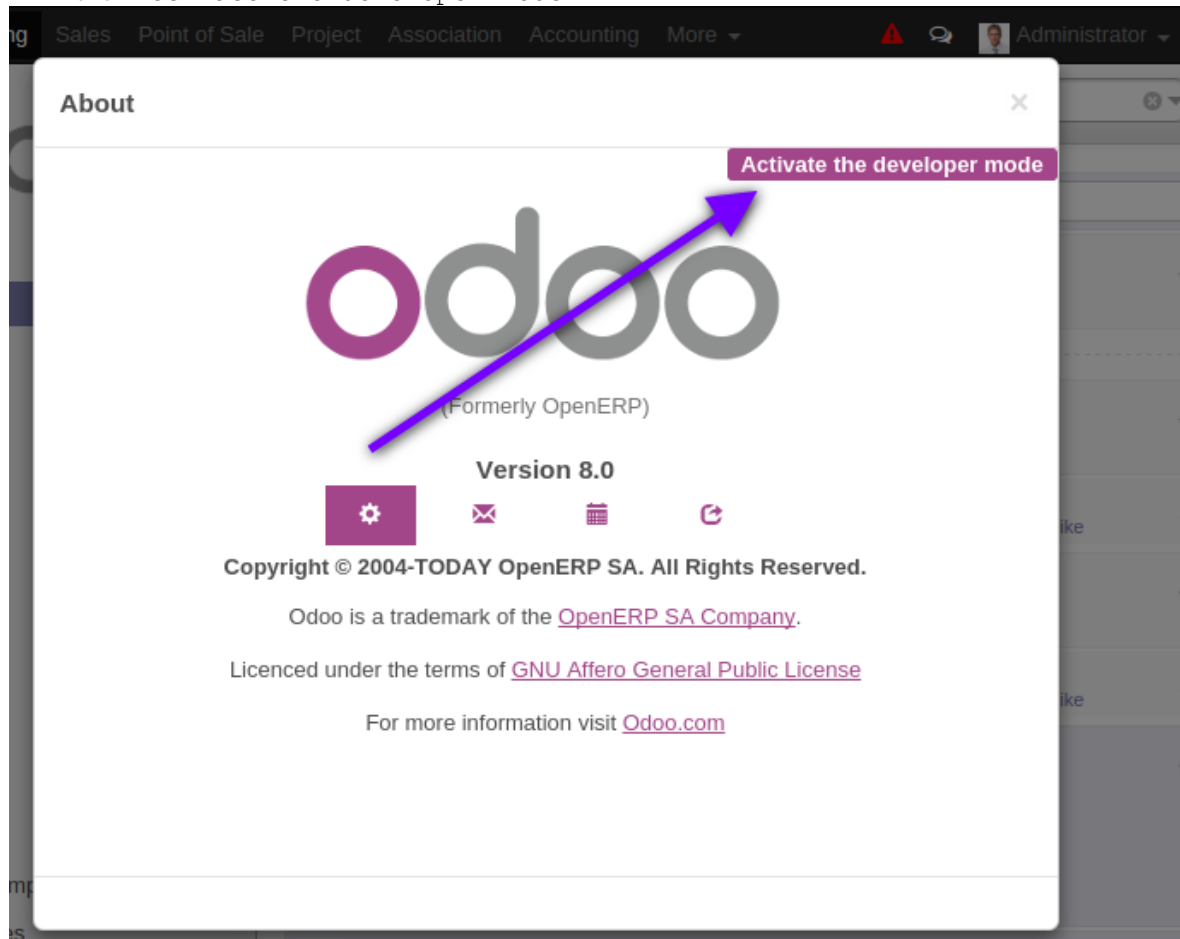 Sales Point of Sale Project Association Accounting More Administrator
About
Activate the developer mode
odoo
(Formerly OpenERP)
Version 8.0
Copyright © 2004-TODAY OpenERP SA. All Rights Reserved.
Odoo is a trademark of the OpenERP SA Company.
Licenced under the terms of GNU Affero General Public License
For more information visit Odoo.com